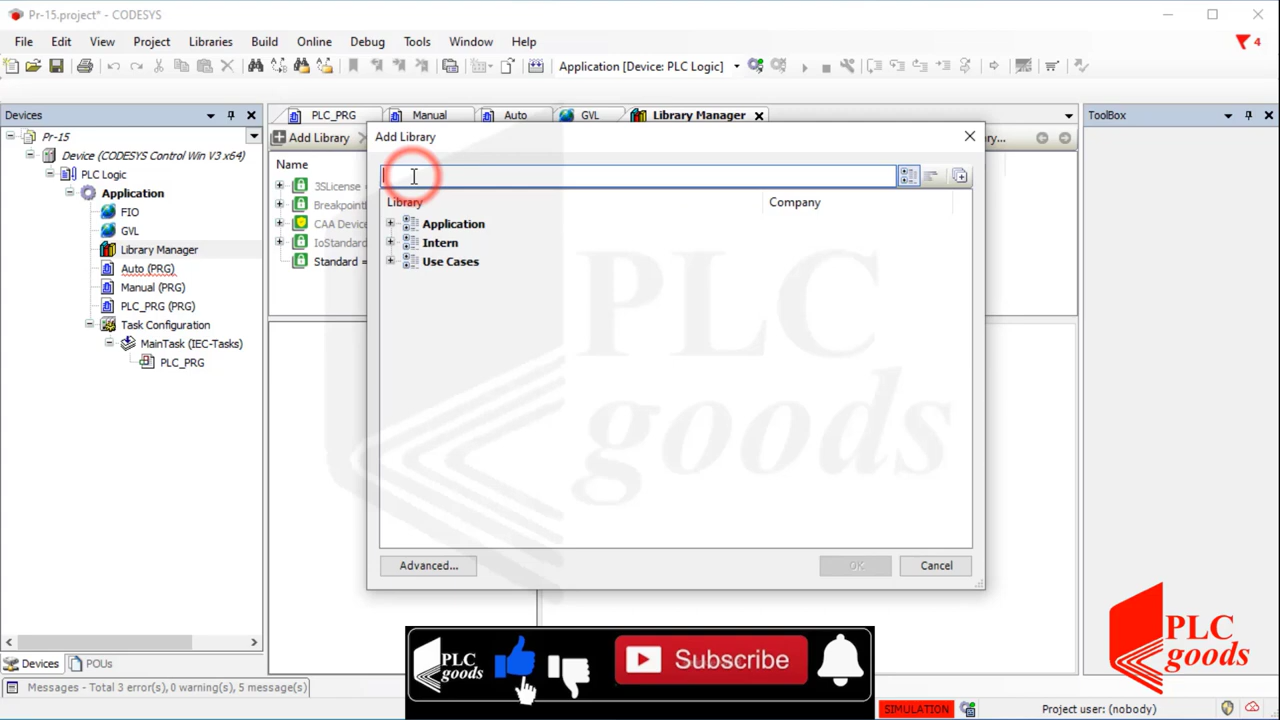 Pr-15.project* - CODESYS
File Edit View Project Libraries Build Online Debug Tools Window Help
4
Application [Device: PLC Logic]
Devices
PLC_PRG Manual Auto GVL Library Manager
ToolBox
Pr-15
Device (CODESYS Control Win V3 x64)
PLC Logic
Application
FIO
GVL
Library Manager
Auto (PRG)
Manual (PRG)
PLC_PRG (PRG)
Task Configuration
MainTask (IEC-Tasks)
PLC_PRG
Add Library
Name
3SLicense =
Breakpoint
CAA Device
IoStandard
Standard =
Add Library
Library Company
Application
Intern
Use Cases
Advanced... OK Cancel
PLC
goods
PLC
goods
Subscribe
PLC
goods
Devices POUs
Messages - Total 3 error(s), 0 warning(s), 5 message(s)
SIMULATION Project user: (nobody)